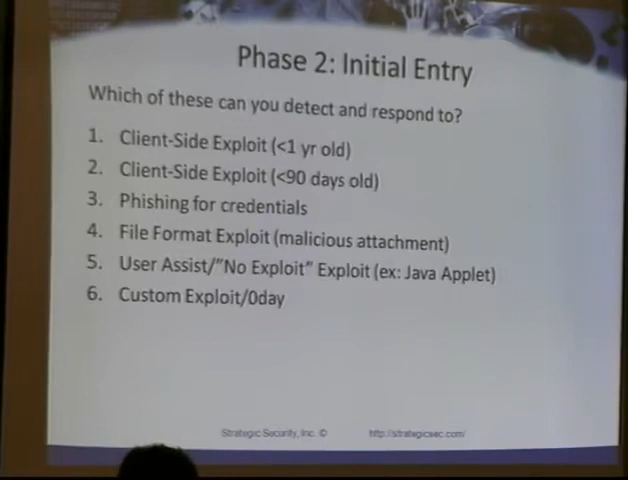 Phase 2: Initial Entry
Which of these can you detect and respond to?
1. Client-Side Exploit (<1 yr old)
2. Client-Side Exploit (<90 days old)
3. Phishing for credentials
4. File Format Exploit (malicious attachment)
5. User Assist/"No Exploit" Exploit (ex: Java Applet)
6. Custom Exploit/0day
Strategic Security, Inc. © http://strategicsec.com/